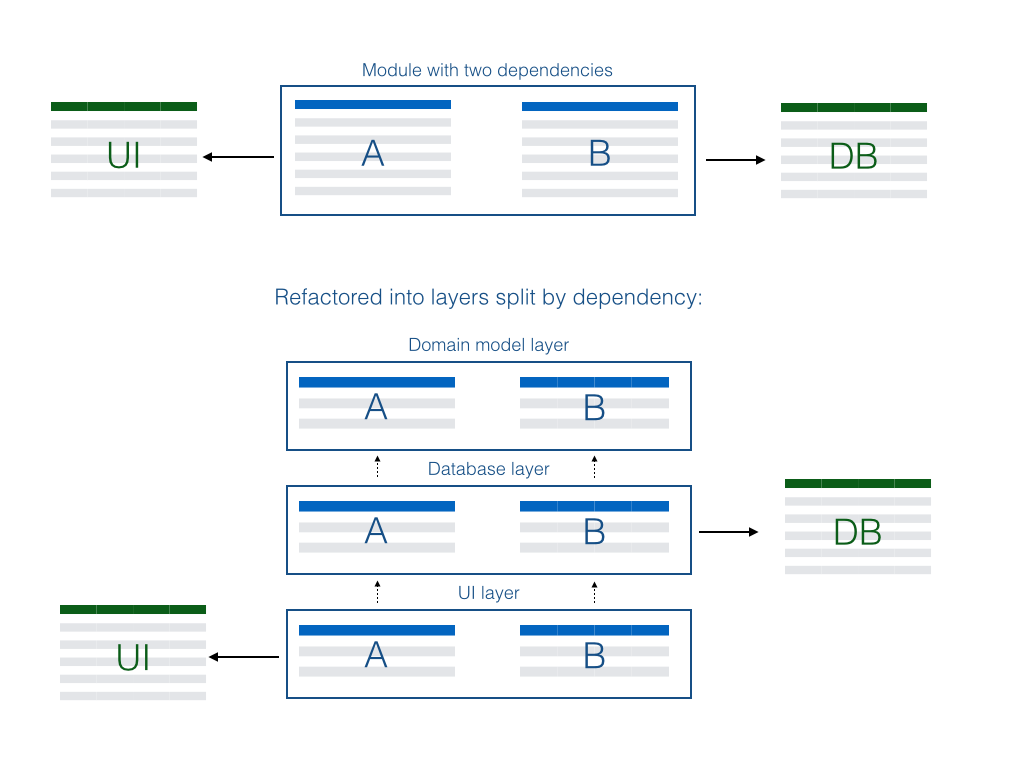 Module with two dependencies
UI
A
B
DB
Refactored into layers split by dependency:
Domain model layer
A
B
Database layer
A
B
DB
UI layer
UI
A
B